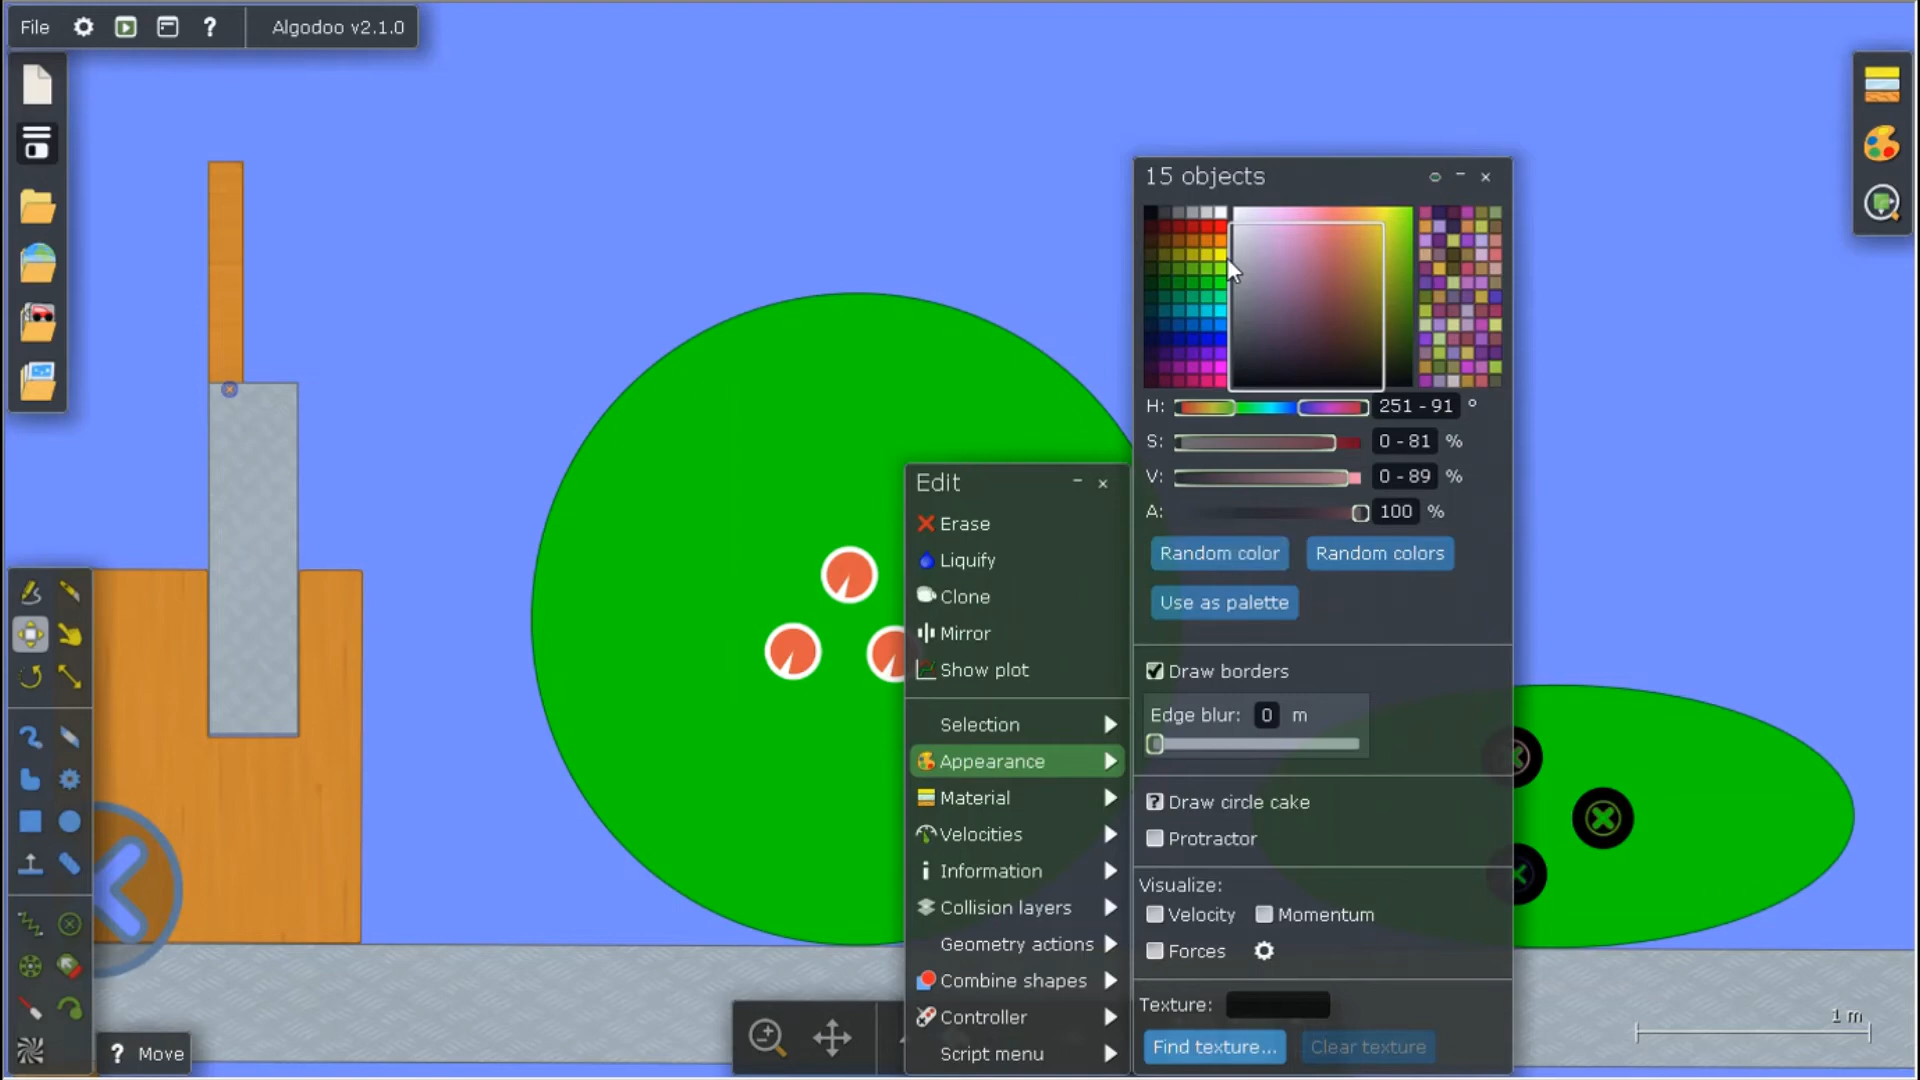 File
?
Algodoo v2.1.0
15 objects
H: 251 - 91 °
S: 0 - 81 %
V: 0 - 89 %
A: 100 %
Random color
Random colors
Use as palette
Draw borders
Edge blur: 0 m
? Draw circle cake
Protractor
Visualize:
Velocity
Momentum
Forces
Texture:
Find texture...
Clear texture
Edit
Erase
Liquify
Clone
Mirror
Show plot
Selection
Appearance
Material
Velocities
Information
Collision layers
Geometry actions
Combine shapes
Controller
Script menu
? Move
1 m